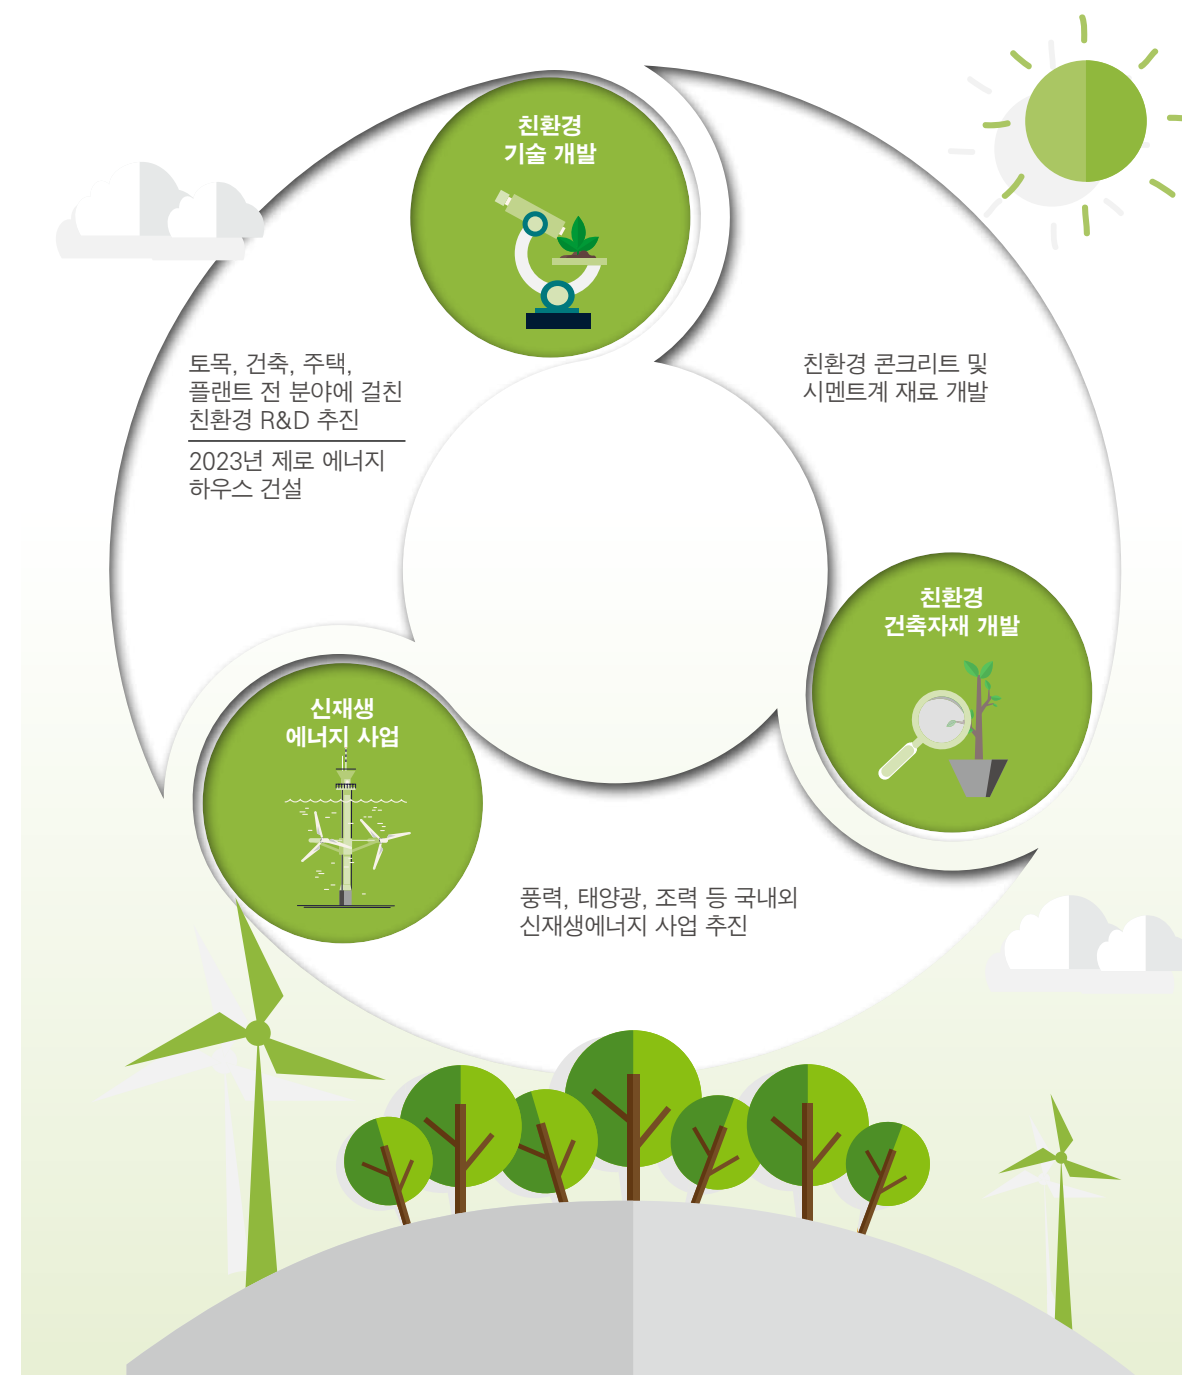 친환경
기술 개발
토목, 건축, 주택,
플랜트 전 분야에 걸친
친환경 R&D 추진
2023년 제로 에너지
하우스 건설
친환경 콘크리트 및
시멘트계 재료 개발
친환경
건축자재 개발
신재생
에너지 사업
풍력, 태양광, 조력 등 국내외
신재생에너지 사업 추진